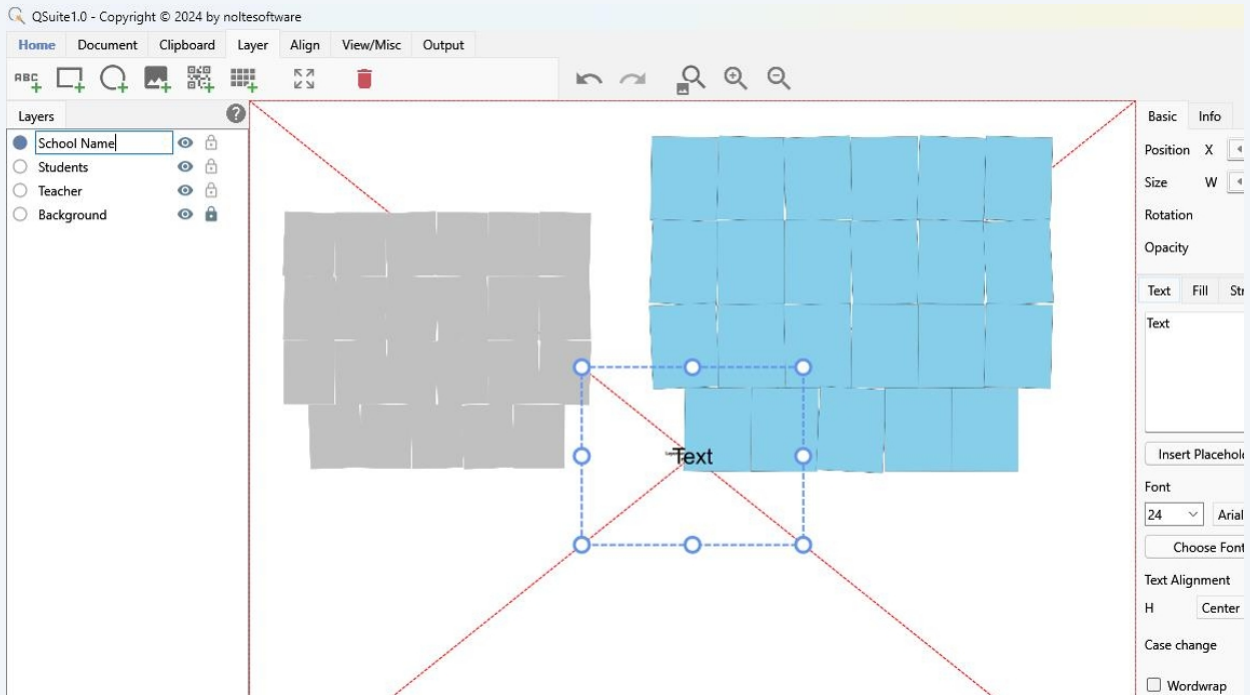 QSuite1.0 - Copyright © 2024 by noltesoftware
Home Document Clipboard Layer Align View/Misc Output
ABC
Layers ?
School Name
Students
Teacher
Background
Text
Basic Info
Position X
Size W
Rotation
Opacity
Text Fill Str
Text
Insert Placehol
Font
24 Arial
Choose Font
Text Alignment
H Center
Case change
Wordwrap